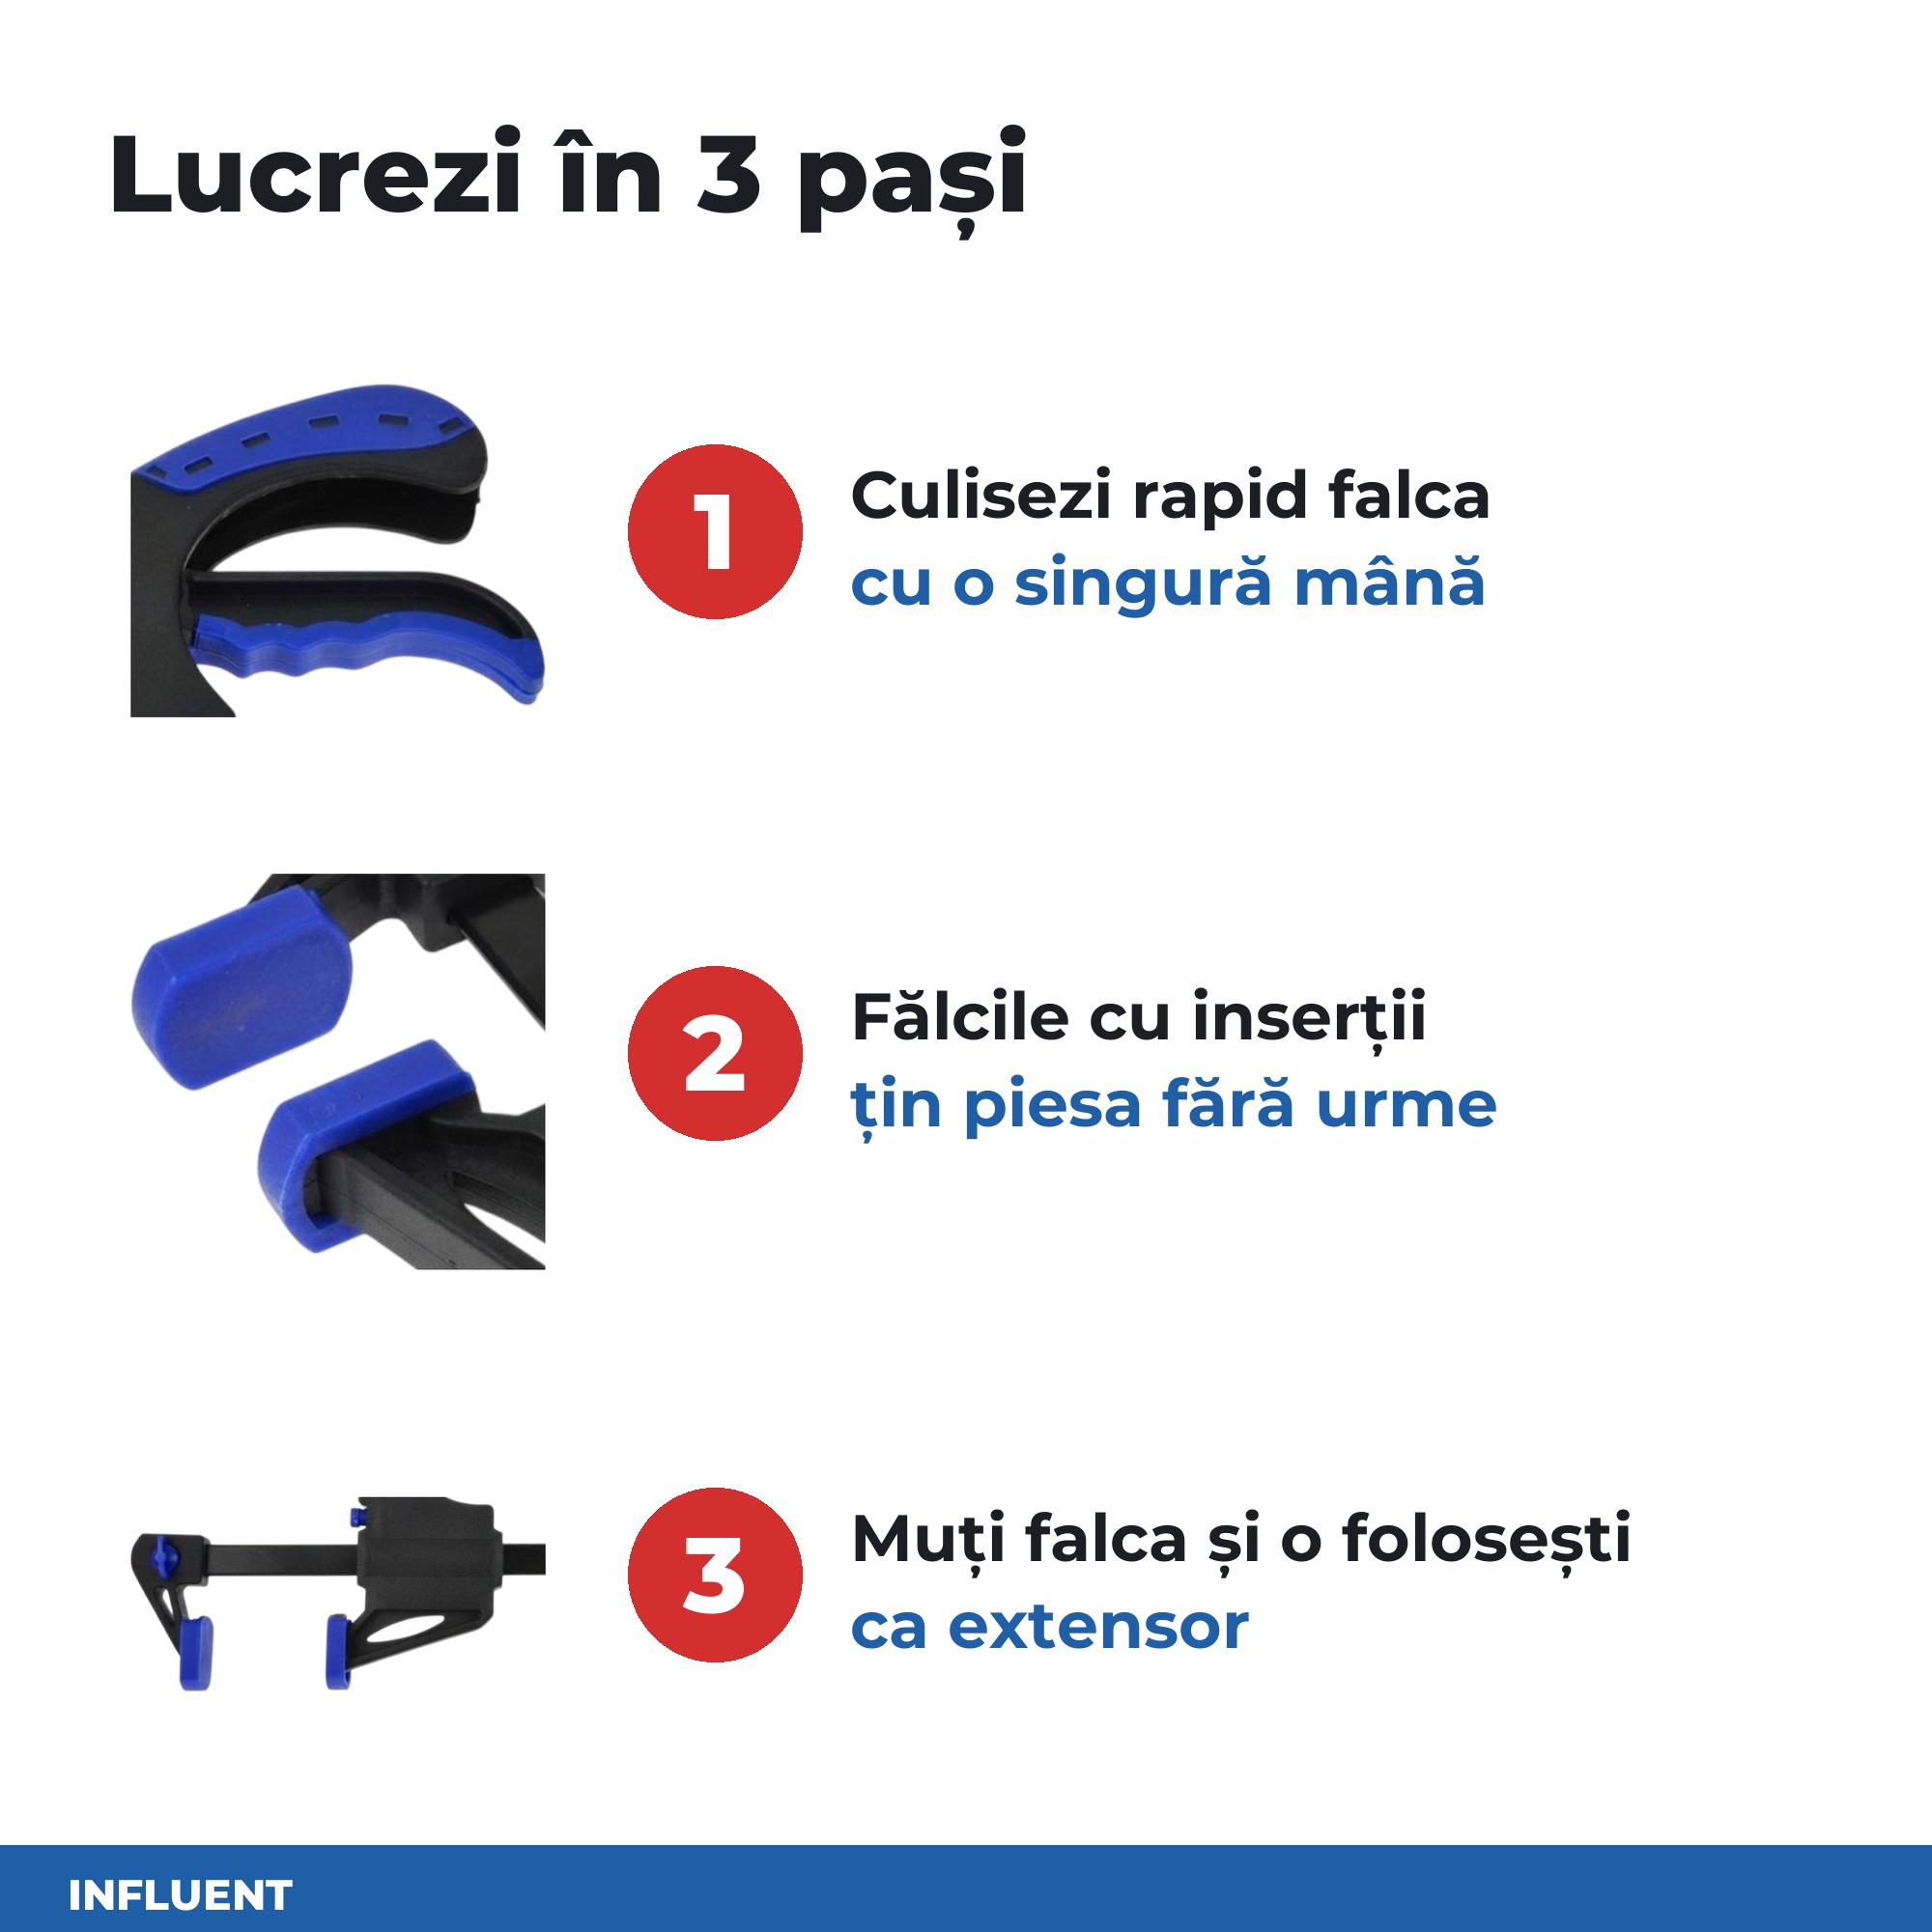 Lucrezi în 3 pași
1
Culisezi rapid falca
cu o singură mână
2
Fălcile cu inserții
țin piesa fără urme
3
Muți falca și o folosești
ca extensor
INFLUENT